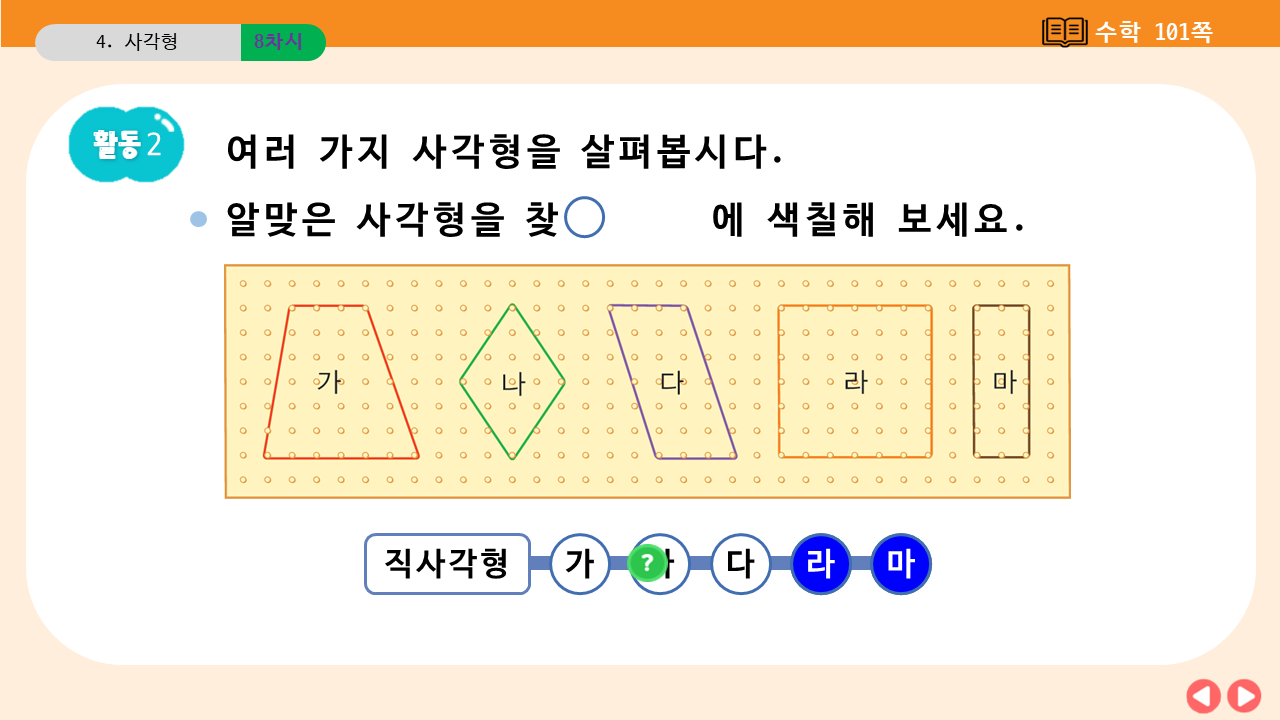 4. 사각형 8차시
수학 101쪽
활동 2 여러 가지 사각형을 살펴봅시다.
알맞은 사각형을 찾 에 색칠해 보세요.
가 나 다 라 마
직사각형 가 ? 다 라 마